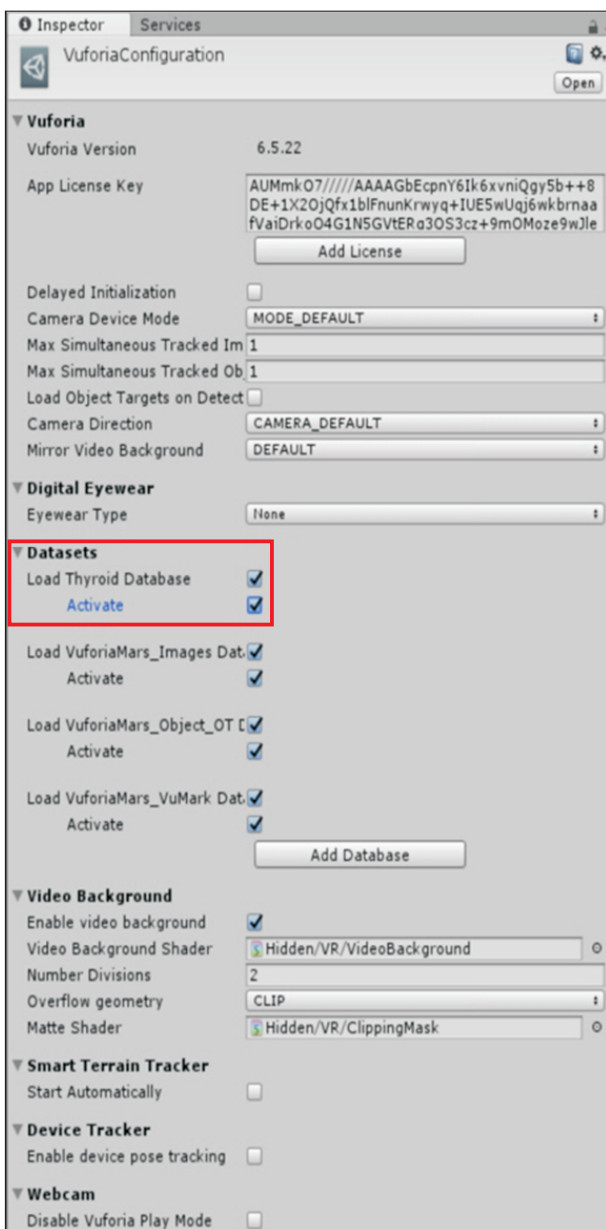 Inspector Services
VuforiaConfiguration
Open
Vuforia
Vuforia Version 6.5.22
App License Key AUMmkO7/////AAAAGbEcpnY6Ik6xvniQgy5b++8
DE+1X2OjQfx1blFnunKrwyq+IUE5wUqj6wkbrnaa
fVaiDrkoO4G1N5GVtERa3OS3cz+9mOMoze9wJle
Add License
Delayed Initialization
Camera Device Mode MODE_DEFAULT
Max Simultaneous Tracked Im 1
Max Simultaneous Tracked Ob 1
Load Object Targets on Detect
Camera Direction CAMERA_DEFAULT
Mirror Video Background DEFAULT
Digital Eyewear
Eyewear Type None
Datasets
Load Thyroid Database
Activate
Load VuforiaMars_Images Dat
Activate
Load VuforiaMars_Object_OT D
Activate
Load VuforiaMars_VuMark Dat
Activate
Add Database
Video Background
Enable video background
Video Background Shader Hidden/VR/VideoBackground
Number Divisions 2
Overflow geometry CLIP
Matte Shader Hidden/VR/ClippingMask
Smart Terrain Tracker
Start Automatically
Device Tracker
Enable device pose tracking
Webcam
Disable Vuforia Play Mode